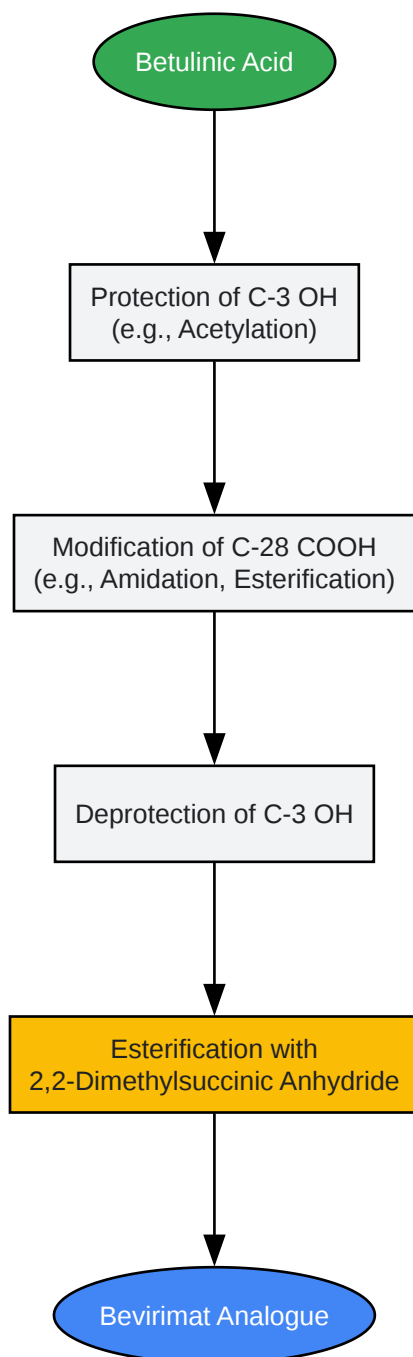 Betulinic Acid
Protection of C-3 OH
(e.g., Acetylation)
Modification of C-28 COOH
(e.g., Amidation, Esterification)
Deprotection of C-3 OH
Esterification with
2,2-Dimethylsuccinic Anhydride
Bevirimat Analogue